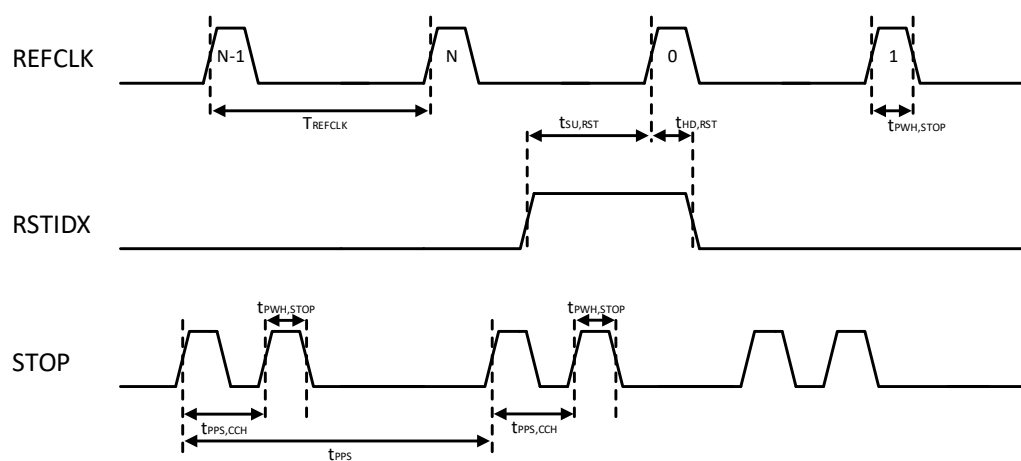 REFCLK
N-1
N
0
1
TREFCLK
tSU,RST
tHD,RST
tPWH,STOP
RSTIDX
tPWH,STOP
tPWH,STOP
STOP
tPPS,CCH
tPPS,CCH
tPPS